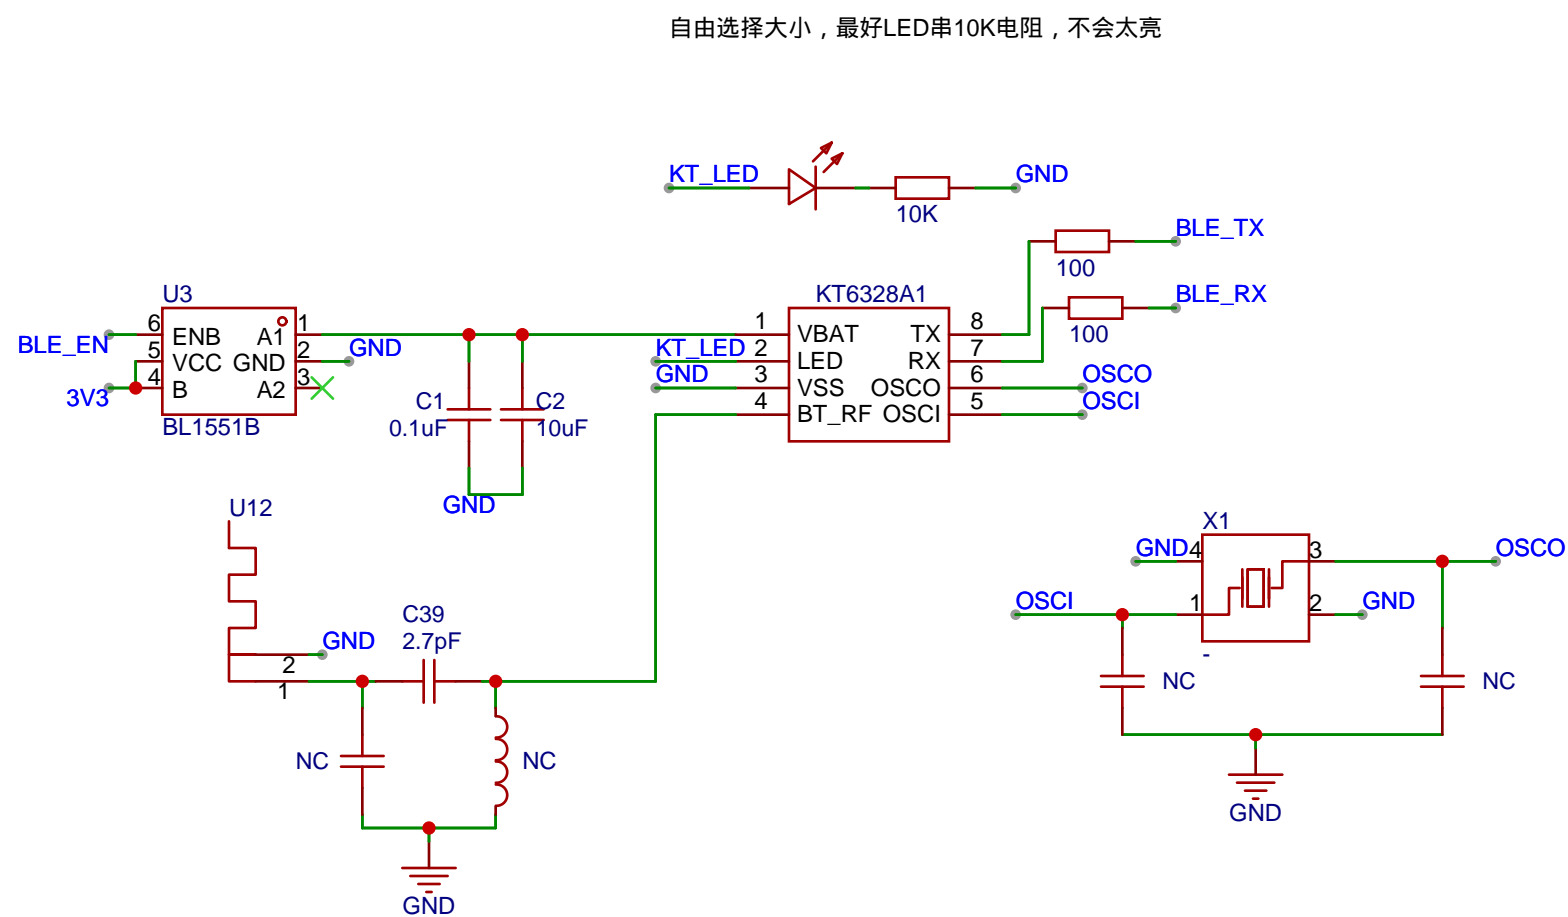 自由选择大小，最好LED串10K电阻，不会太亮
KT_LED
GND
10K
BLE_TX
100
BLE_RX
100
U3
BLE_EN
6
5
4
ENB
VCC
B
A1
GND
A2
1
2
3
GND
3V3
BL1551B
C1
0.1uF
C2
10uF
GND
KT6328A1
KT_LED
GND
1
2
3
4
VBAT
LED
VSS
BT_RF
TX
RX
OSCO
OSCI
8
7
6
5
OSCO
OSCI
U12
GND
2
1
C39
2.7pF
NC
NC
GND
X1
GND
4
3
OSCO
OSCI
1
2
GND
-
NC
NC
GND